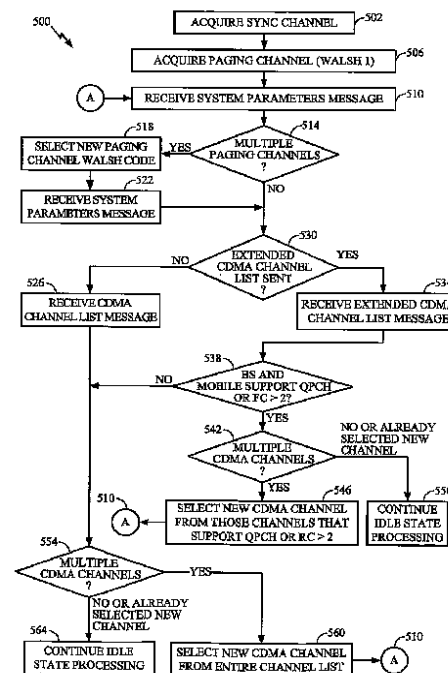 500
ACQUIRE SYNC CHANNEL
502
ACQUIRE PAGING CHANNEL (WALSH 1)
506
A
RECEIVE SYSTEM PARAMETERS MESSAGE
510
518
SELECT NEW PAGING
CHANNEL WALSH CODE
YES
514
MULTIPLE
PAGING CHANNELS
?
NO
522
RECEIVE SYSTEM
PARAMETERS MESSAGE
530
EXTENDED
CDMA CHANNEL
LIST SENT
?
NO
YES
526
RECEIVE CDMA
CHANNEL LIST MESSAGE
534
RECEIVE EXTENDED CDMA
CHANNEL LIST MESSAGE
538
BS AND
MOBILE SUPPORT QPCH
OR RC > 2?
NO
YES
542
MULTIPLE
CDMA CHANNELS
?
NO OR ALREADY
SELECTED NEW
CHANNEL
YES
510
A
546
SELECT NEW CDMA CHANNEL
FROM THOSE CHANNELS THAT
SUPPORT QPCH OR RC > 2
550
CONTINUE
IDLE STATE
PROCESSING
554
MULTIPLE
CDMA CHANNELS
?
YES
NO OR ALREADY
SELECTED NEW
CHANNEL
564
CONTINUE IDLE
STATE PROCESSING
560
SELECT NEW CDMA CHANNEL
FROM ENTIRE CHANNEL LIST
510
A